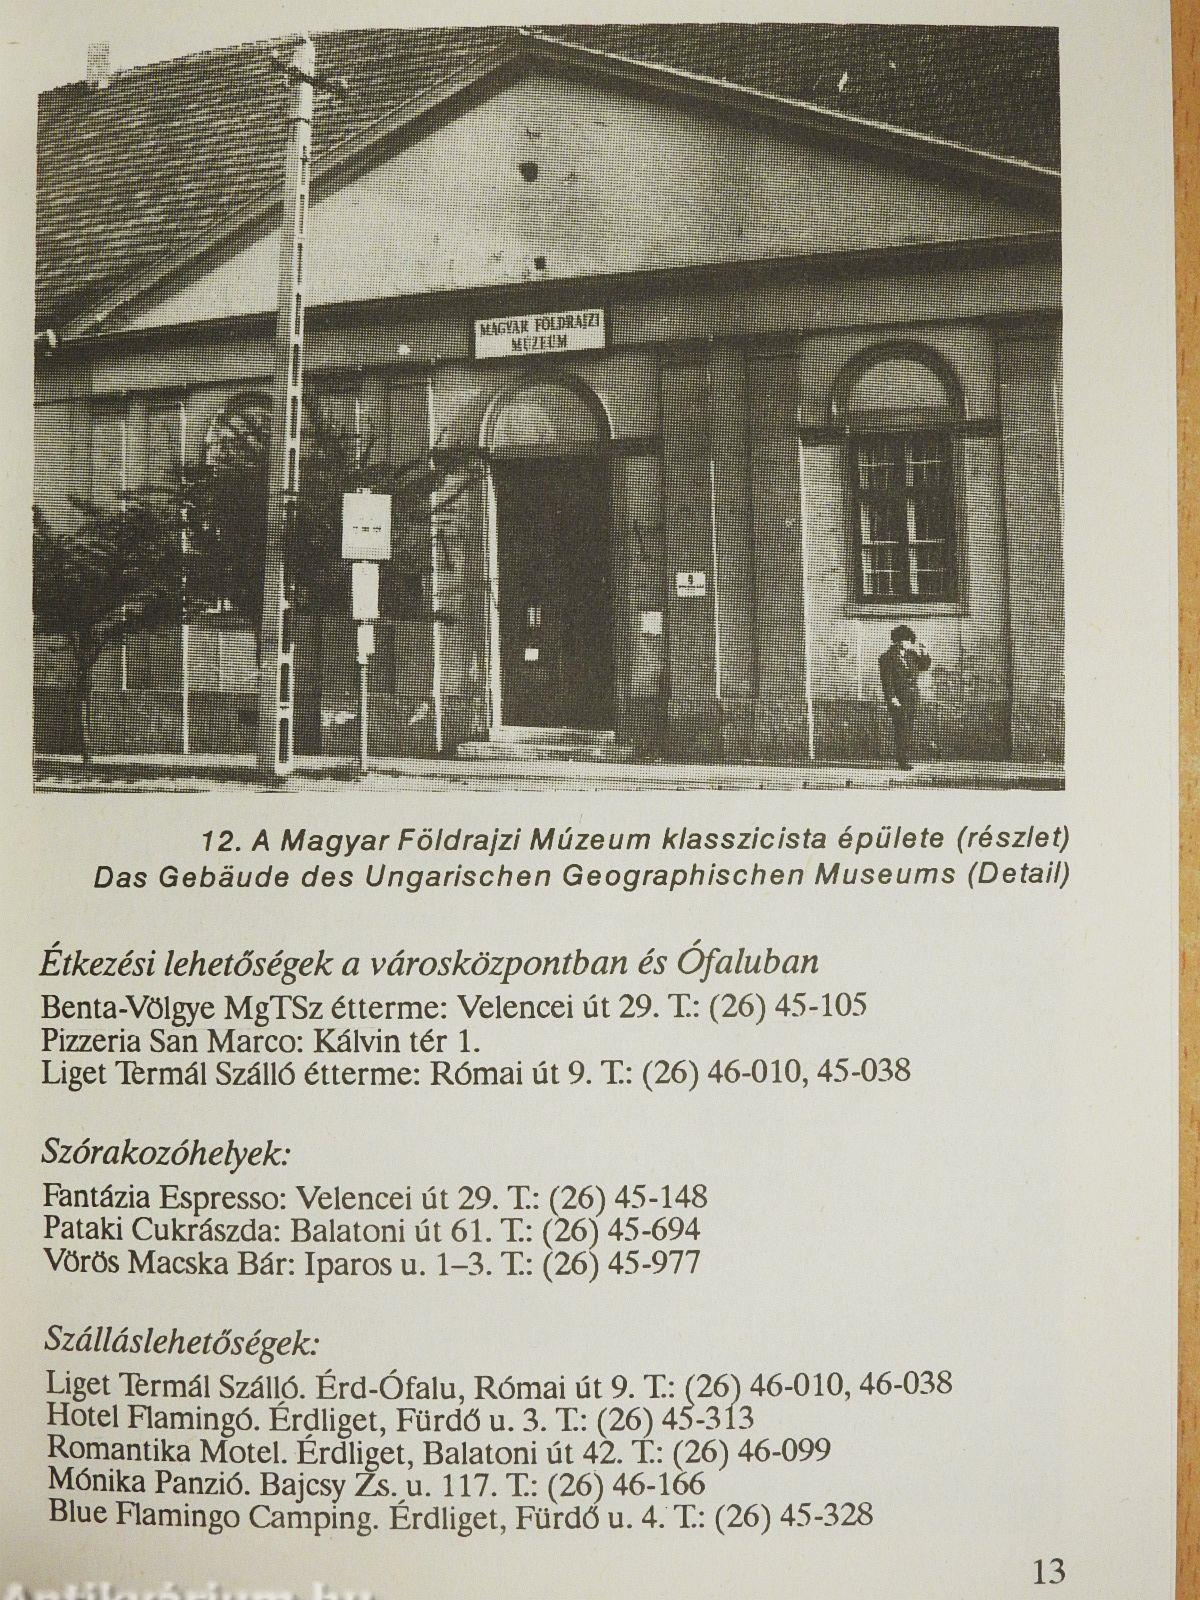 MAGYAR FÖLDRAJZI
MÚZEUM
12. A Magyar Földrajzi Múzeum klasszicista épülete (részlet)
Das Gebäude des Ungarischen Geographischen Museums (Detail)
Étkezési lehetőségek a városközpontban és Ófaluban
Benta-Völgye MgTSz étterme: Velencei út 29. T.: (26) 45-105
Pizzeria San Marco: Kálvin tér 1.
Liget Termál Szálló étterme: Római út 9. T.: (26) 46-010, 45-038
Szórakozóhelyek:
Fantázia Espresso: Velencei út 29. T.: (26) 45-148
Pataki Cukrászda: Balatoni út 61. T.: (26) 45-694
Vörös Macska Bár: Iparos u. 1–3. T.: (26) 45-977
Szálláslehetőségek:
Liget Termál Szálló. Érd-Ófalu, Római út 9. T.: (26) 46-010, 46-038
Hotel Flamingó. Érdliget, Fürdő u. 3. T.: (26) 45-313
Romantika Motel. Érdliget, Balatoni út 42. T.: (26) 46-099
Mónika Panzió. Bajcsy Zs. u. 117. T.: (26) 46-166
Blue Flamingo Camping. Érdliget, Fürdő u. 4. T.: (26) 45-328
13
Antikvárium.hu